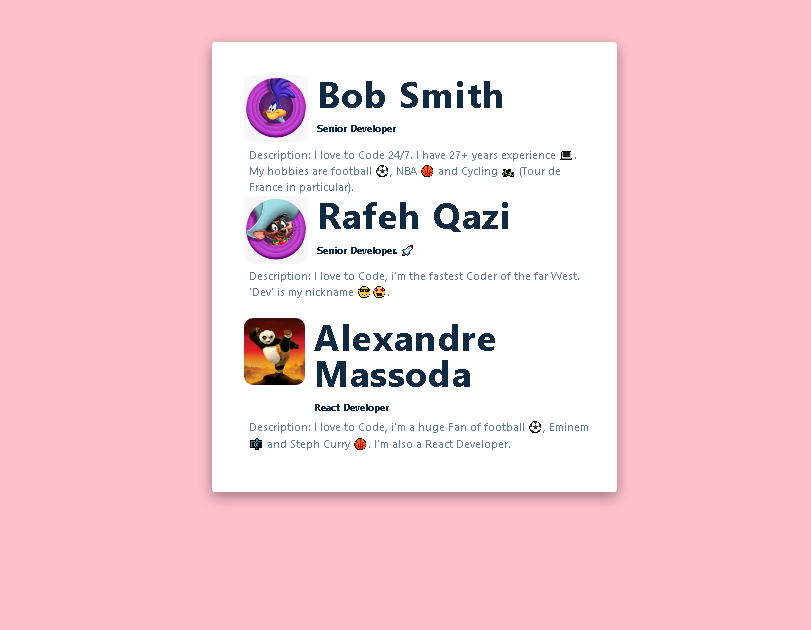 Bob Smith
Senior Developer
Description: I love to Code 24/7. I have 27+ years experience 💻.
My hobbies are football ⚽, NBA 🏀 and Cycling 🚴 (Tour de
France in particular).
Rafeh Qazi
Senior Developer. 🚀
Description: I love to Code, i'm the fastest Coder of the far West.
'Dev' is my nickname 😎🤩.
Alexandre
Massoda
React Developer
Description: I love to Code, i'm a huge Fan of football ⚽, Eminem
📷 and Steph Curry 🏀. I'm also a React Developer.